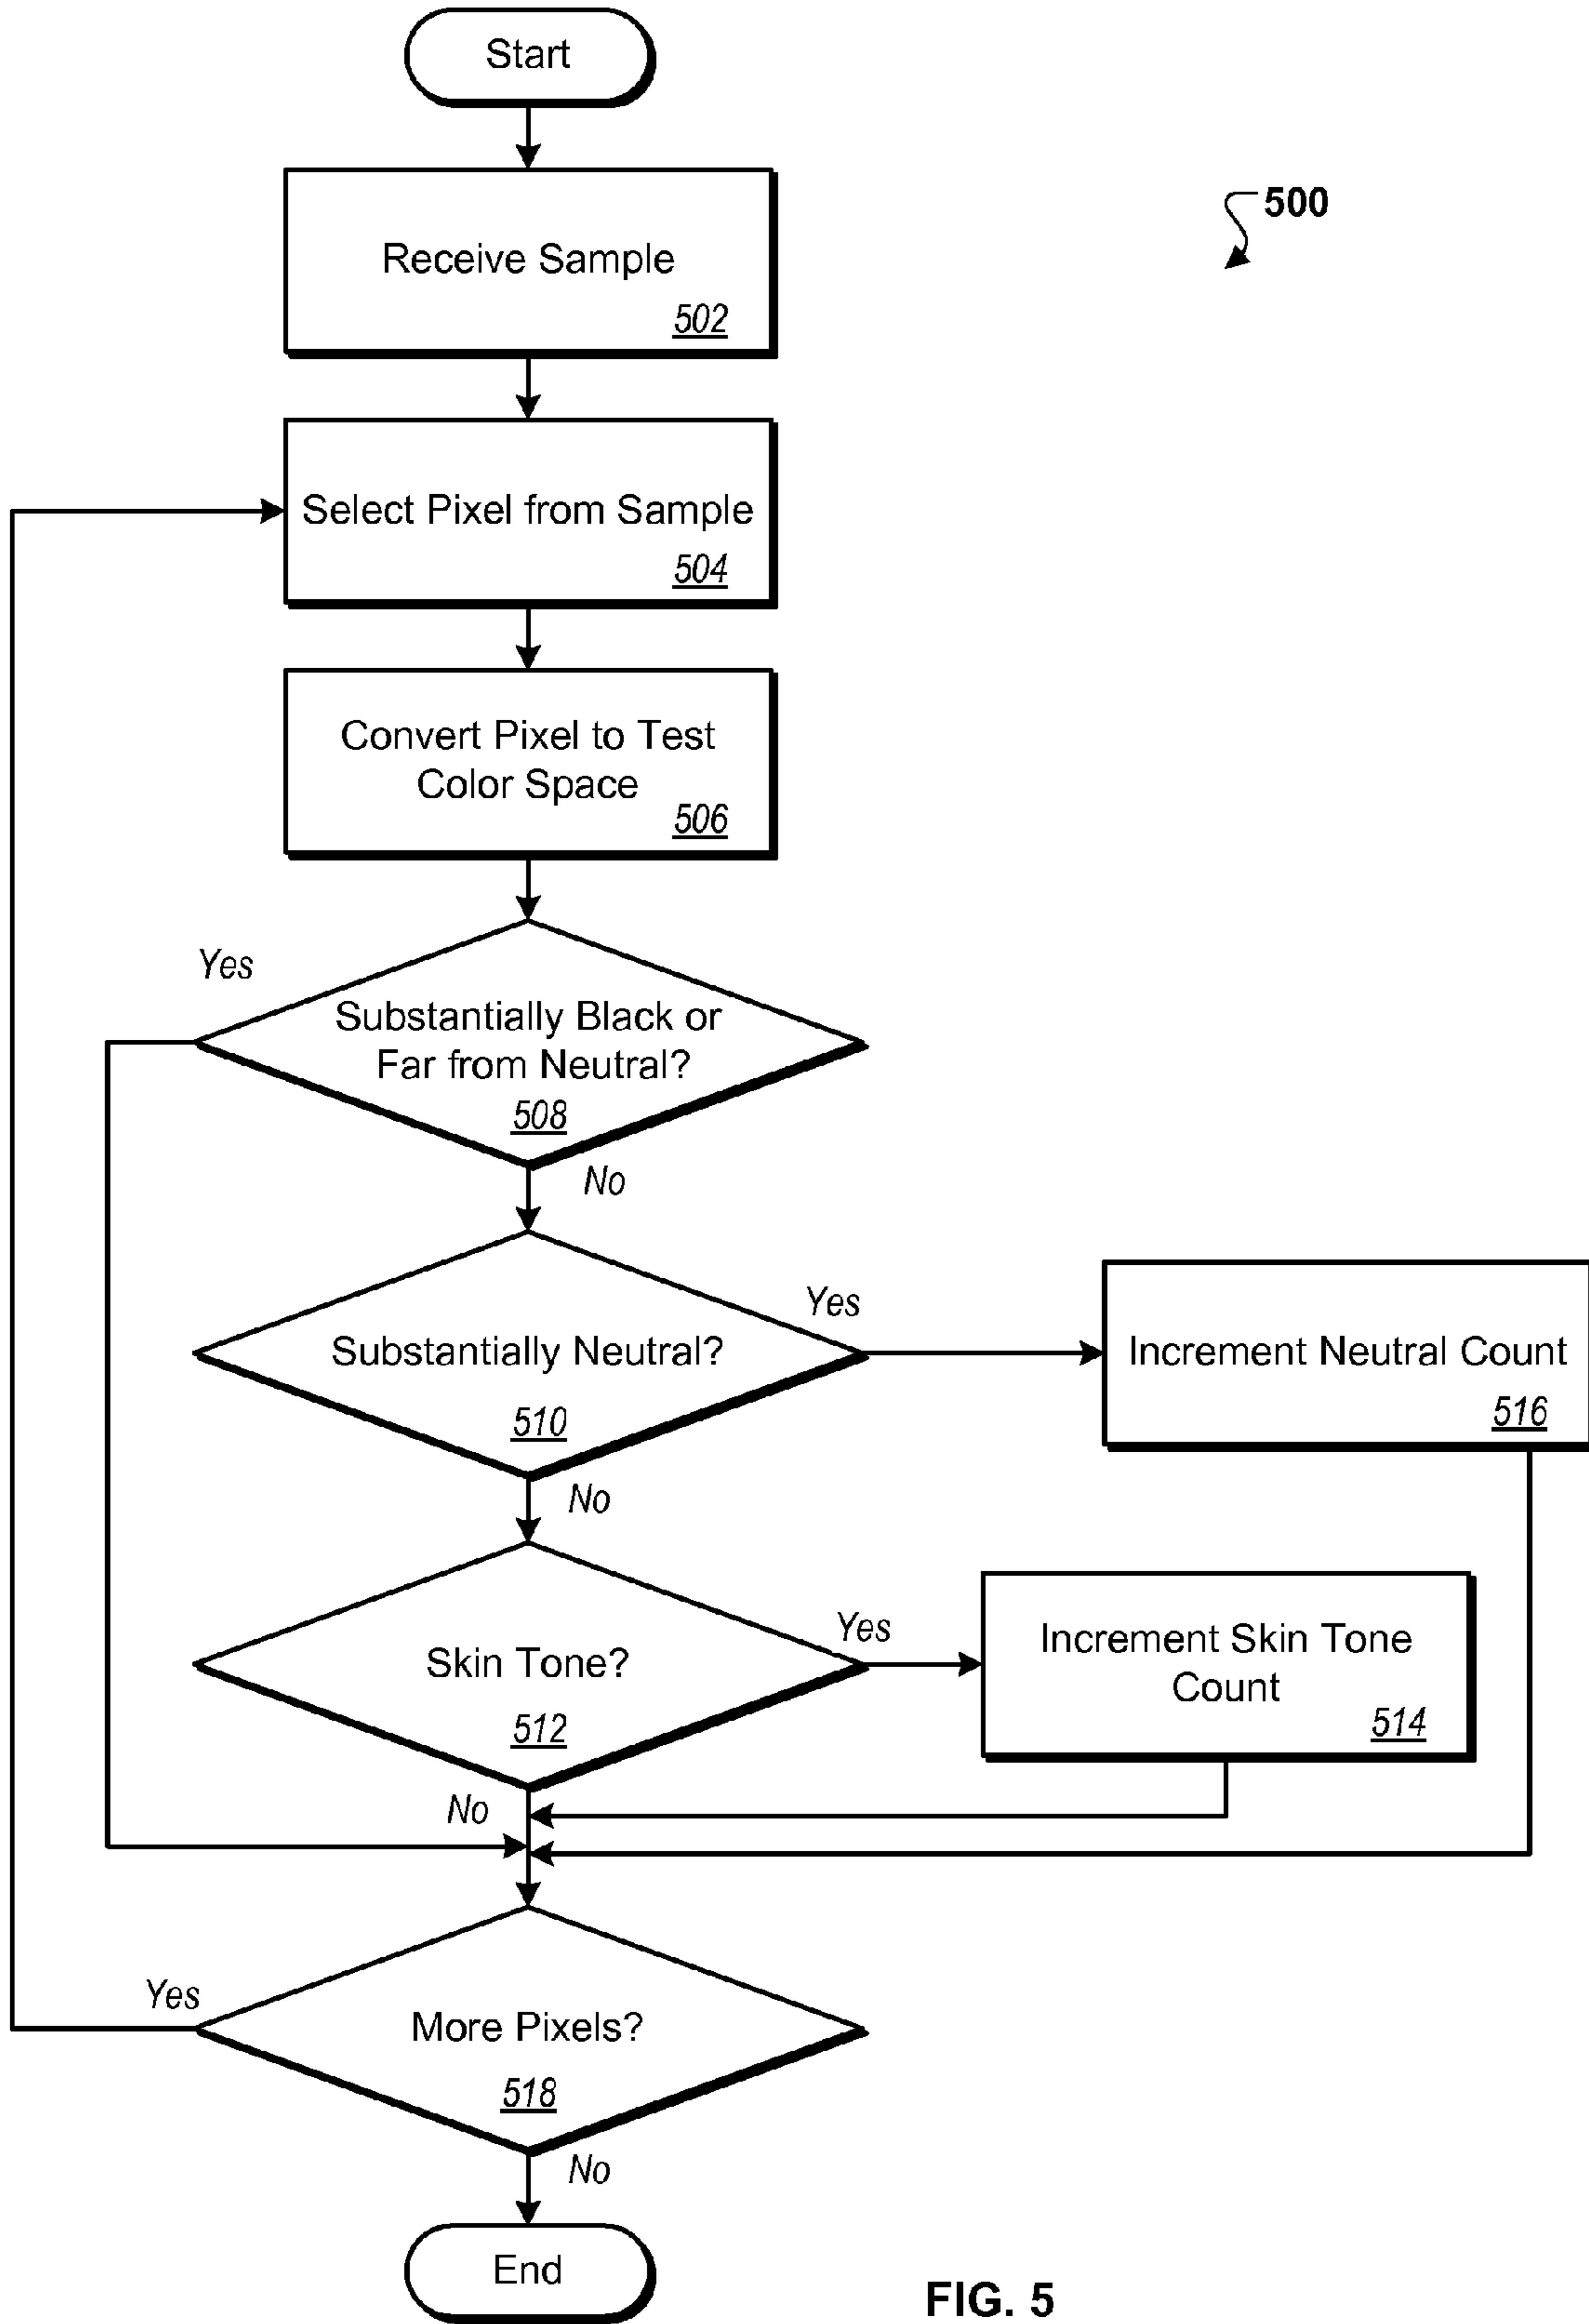 Start
500
Receive Sample
502
Select Pixel from Sample
504
Convert Pixel to Test
Color Space
506
Yes
Substantially Black or
Far from Neutral?
508
No
Substantially Neutral?
510
Yes
Increment Neutral Count
516
No
Skin Tone?
512
Yes
Increment Skin Tone
Count
514
No
Yes
More Pixels?
518
No
End
FIG. 5